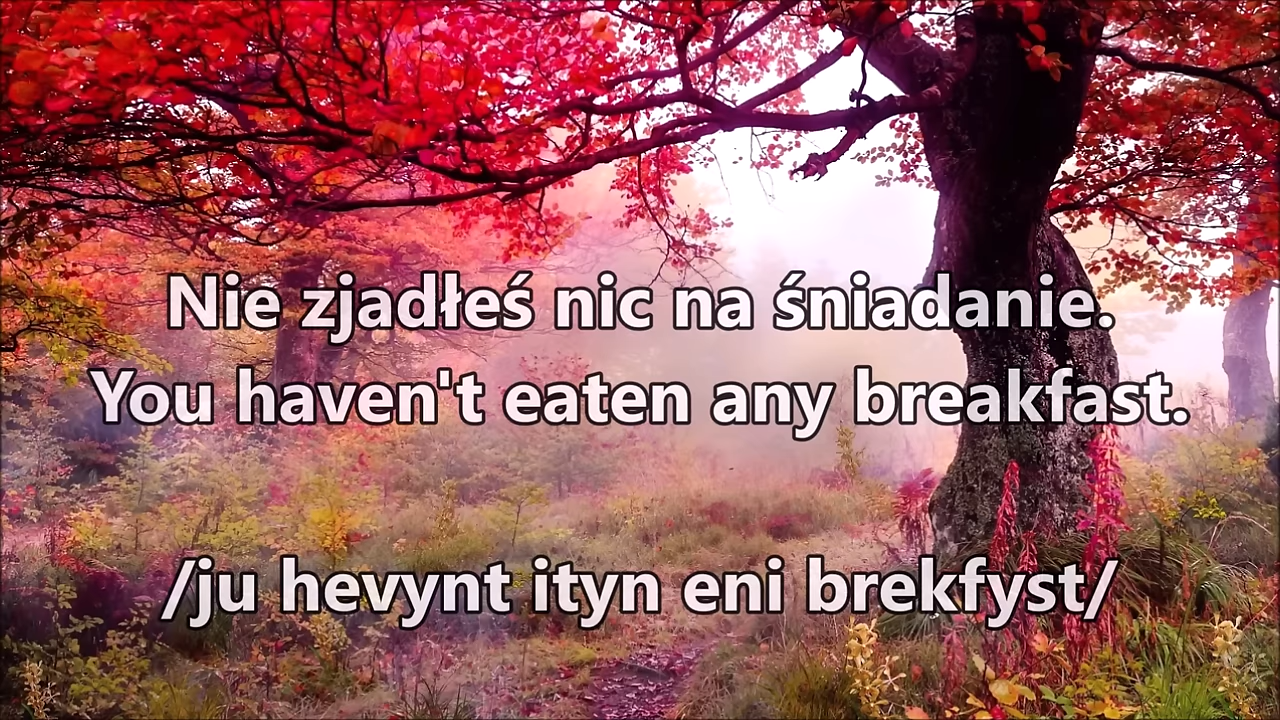 Nie zjadłeś nic na śniadanie.
You haven't eaten any breakfast.
/ju hevynt ityn eni brekfyst/